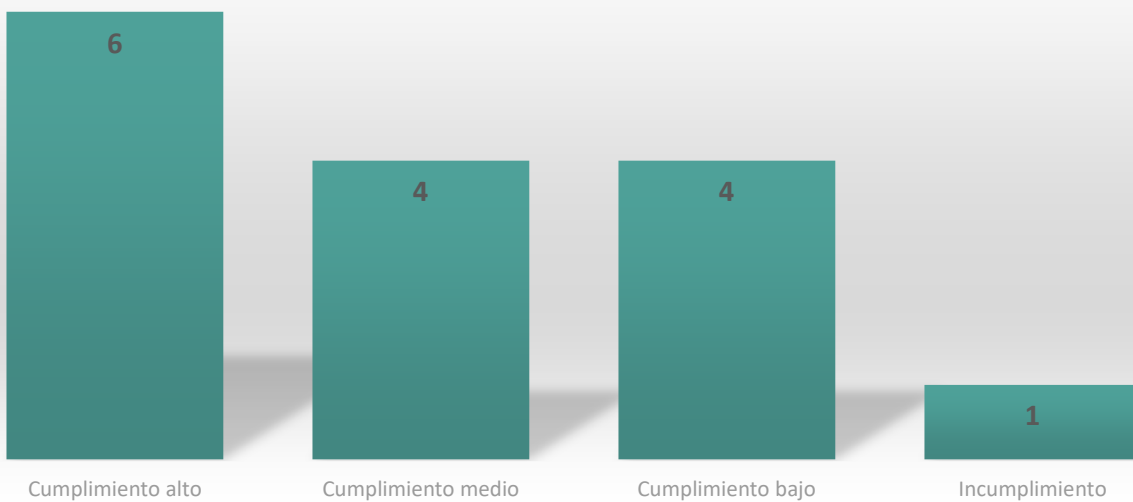 6
4
4
1
Cumplimiento alto
Cumplimiento medio
Cumplimiento bajo
Incumplimiento